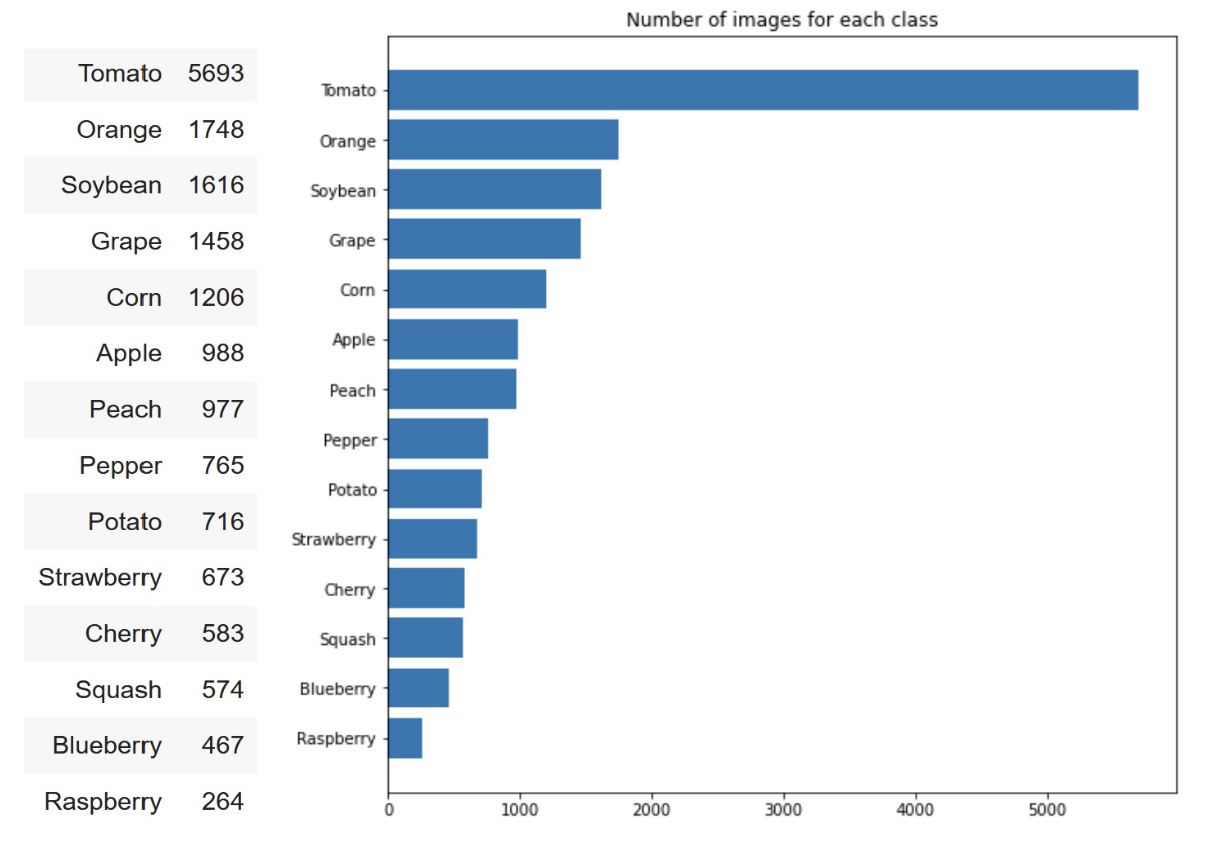 Tomato 5693
Orange 1748
Soybean 1616
Grape 1458
Corn 1206
Apple 988
Peach 977
Pepper 765
Potato 716
Strawberry 673
Cherry 583
Squash 574
Blueberry 467
Raspberry 264
Number of images for each class
Tomato
Orange
Soybean
Grape
Corn
Apple
Peach
Pepper
Potato
Strawberry
Cherry
Squash
Blueberry
Raspberry
0 1000 2000 3000 4000 5000